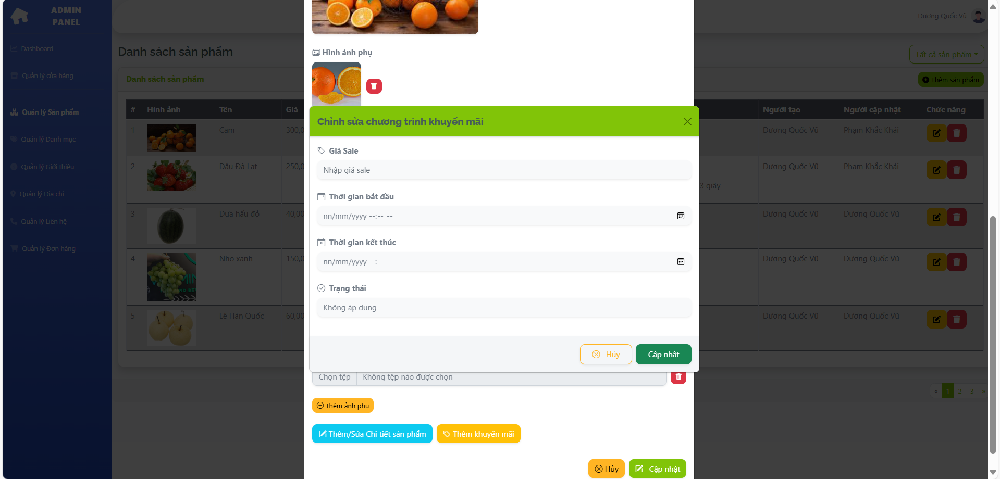 ADMIN
PANEL
Dương Quốc Vũ
Dashboard
Quản lý cửa hàng
Quản lý Sản phẩm
Quản lý Danh mục
Quản lý Giới thiệu
Quản lý Địa chỉ
Quản lý Liên hệ
Quản lý Đơn hàng
Danh sách sản phẩm
Tất cả sản phẩm
Danh sách sản phẩm
Thêm sản phẩm
# Hình ảnh Tên Giá Người tạo Người cập nhật Chức năng
1 Cam 300,0 Dương Quốc Vũ Phạm Khắc Khải
2 Dâu Đà Lạt 250,0 3 giây Dương Quốc Vũ Phạm Khắc Khải
3 Dưa hấu đỏ 40,00 Dương Quốc Vũ Dương Quốc Vũ
4 Nho xanh 150,0 Dương Quốc Vũ Dương Quốc Vũ
5 Lê Hàn Quốc 60,00 Dương Quốc Vũ Dương Quốc Vũ
« 1 2 3 »
Hình ảnh phụ
Chỉnh sửa chương trình khuyến mãi
Giá Sale
Nhập giá sale
Thời gian bắt đầu
nn/mm/yyyy --:-- --
Thời gian kết thúc
nn/mm/yyyy --:-- --
Trạng thái
Không áp dụng
Hủy
Cập nhật
Chọn tệp Không tệp nào được chọn
Thêm ảnh phụ
Thêm/Sửa Chi tiết sản phẩm
Thêm khuyến mãi
Hủy
Cập nhật